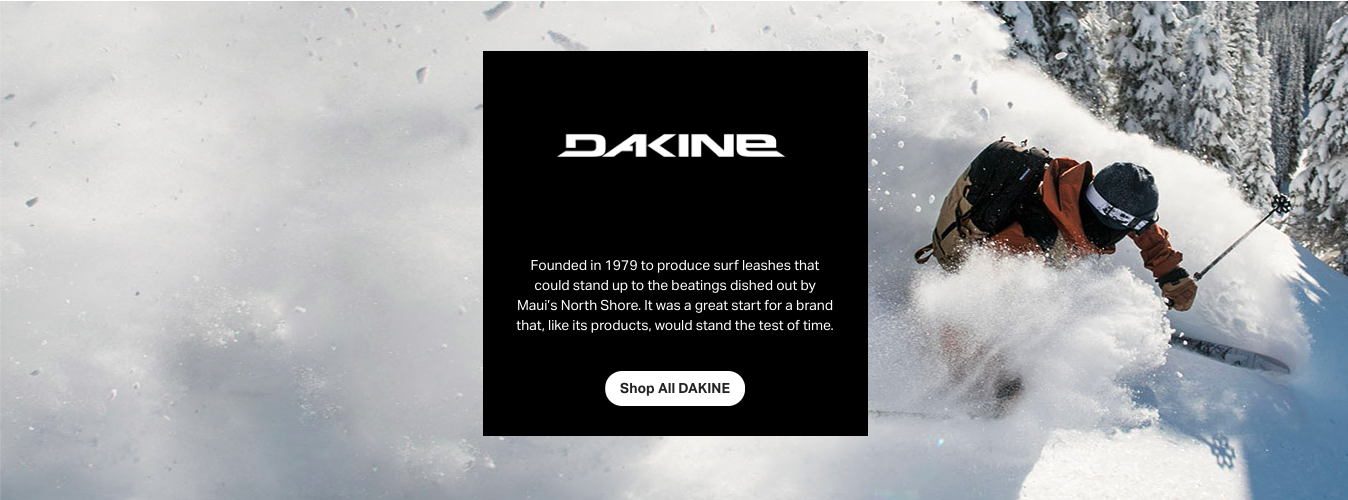 DAKINE
Founded in 1979 to produce surf leashes that
could stand up to the beatings dished out by
Maui's North Shore. It was a great start for a brand
that, like its products, would stand the test of time.
Shop All DAKINE